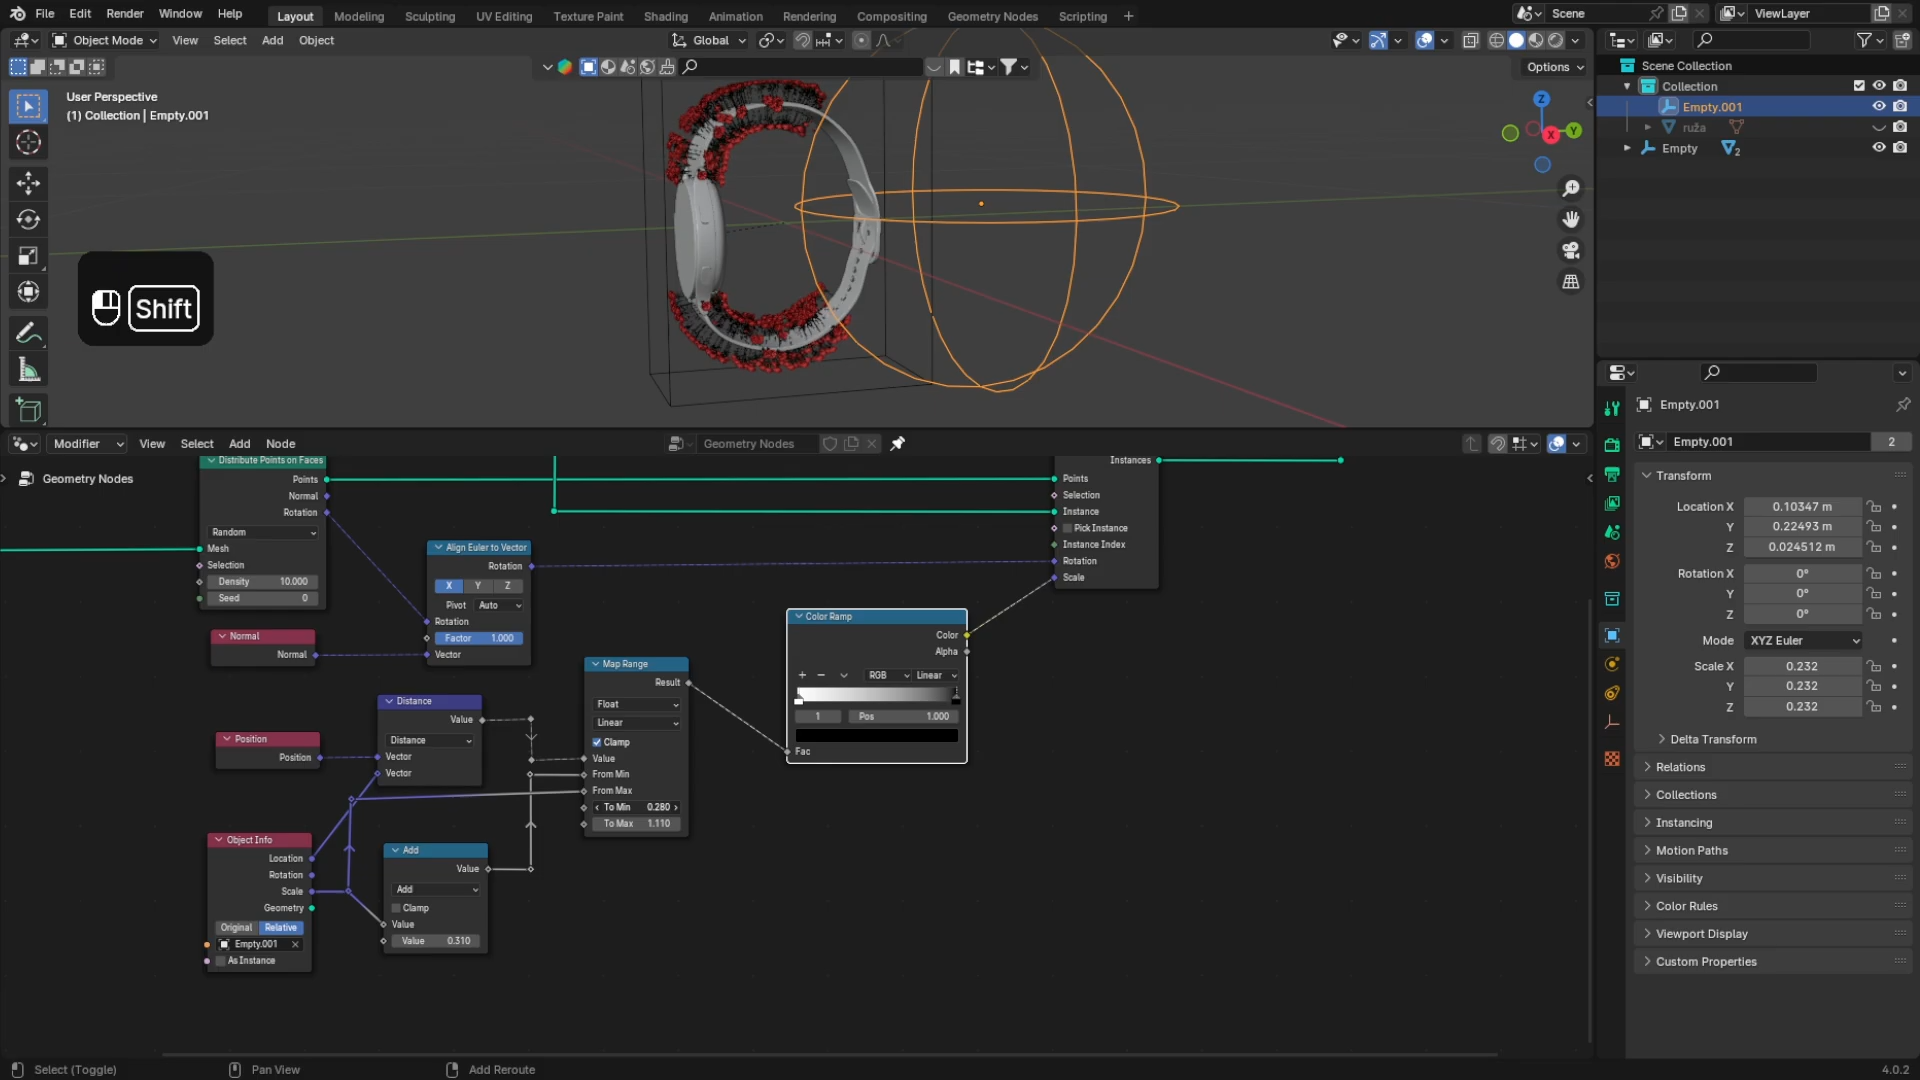 File Edit Render Window Help Layout Modeling Sculpting UV Editing Texture Paint Shading Animation Rendering Compositing Geometry Nodes Scripting + Scene ViewLayer
Object Mode View Select Add Object Global
Options
User Perspective
(1) Collection | Empty.001
Z
Y
X
Shift
Scene Collection
Collection
Empty.001
ruža
Empty 2
Modifier View Select Add Node Geometry Nodes
Geometry Nodes
Distribute Points on Faces
Points
Normal
Rotation
Random
Mesh
Selection
Density 10.000
Seed 0
Normal
Normal
Align Euler to Vector
Rotation
X Y Z
Pivot Auto
Rotation
Factor 1.000
Vector
Distance
Value
Distance
Vector
Vector
Position
Position
Object Info
Location
Rotation
Scale
Geometry
Original Relative
Empty.001
As Instance
Add
Value
Add
Clamp
Value
Value 0.310
Map Range
Result
Float
Linear
Clamp
Value
From Min
From Max
To Min 0.280
To Max 1.110
Color Ramp
Color
Alpha
RGB Linear
1 Pos 1.000
Fac
Instances
Points
Selection
Instance
Pick Instance
Instance Index
Rotation
Scale
Empty.001
Empty.001 2
Transform
Location X 0.10347 m
Y 0.22493 m
Z 0.024512 m
Rotation X 0°
Y 0°
Z 0°
Mode XYZ Euler
Scale X 0.232
Y 0.232
Z 0.232
Delta Transform
Relations
Collections
Instancing
Motion Paths
Visibility
Color Rules
Viewport Display
Custom Properties
Select (Toggle) Pan View Add Reroute 4.0.2